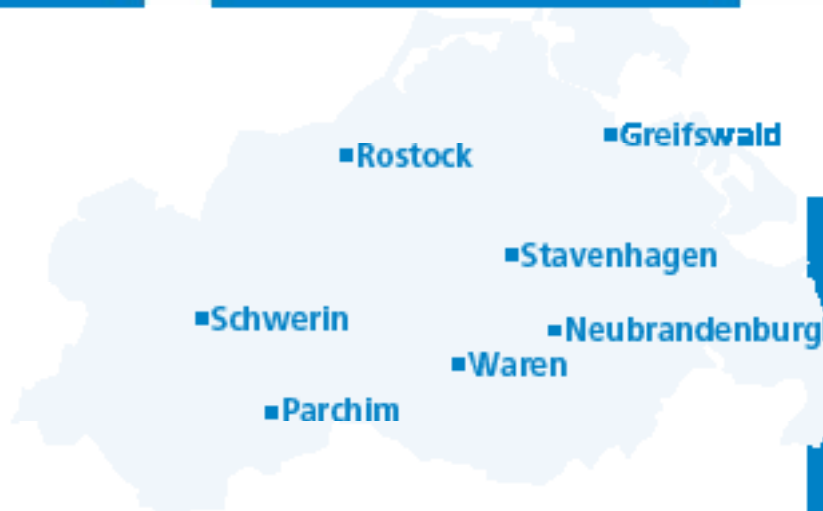 Greifswald
Rostock
Stavenhagen
Schwerin
Neubrandenburg
Waren
Parchim